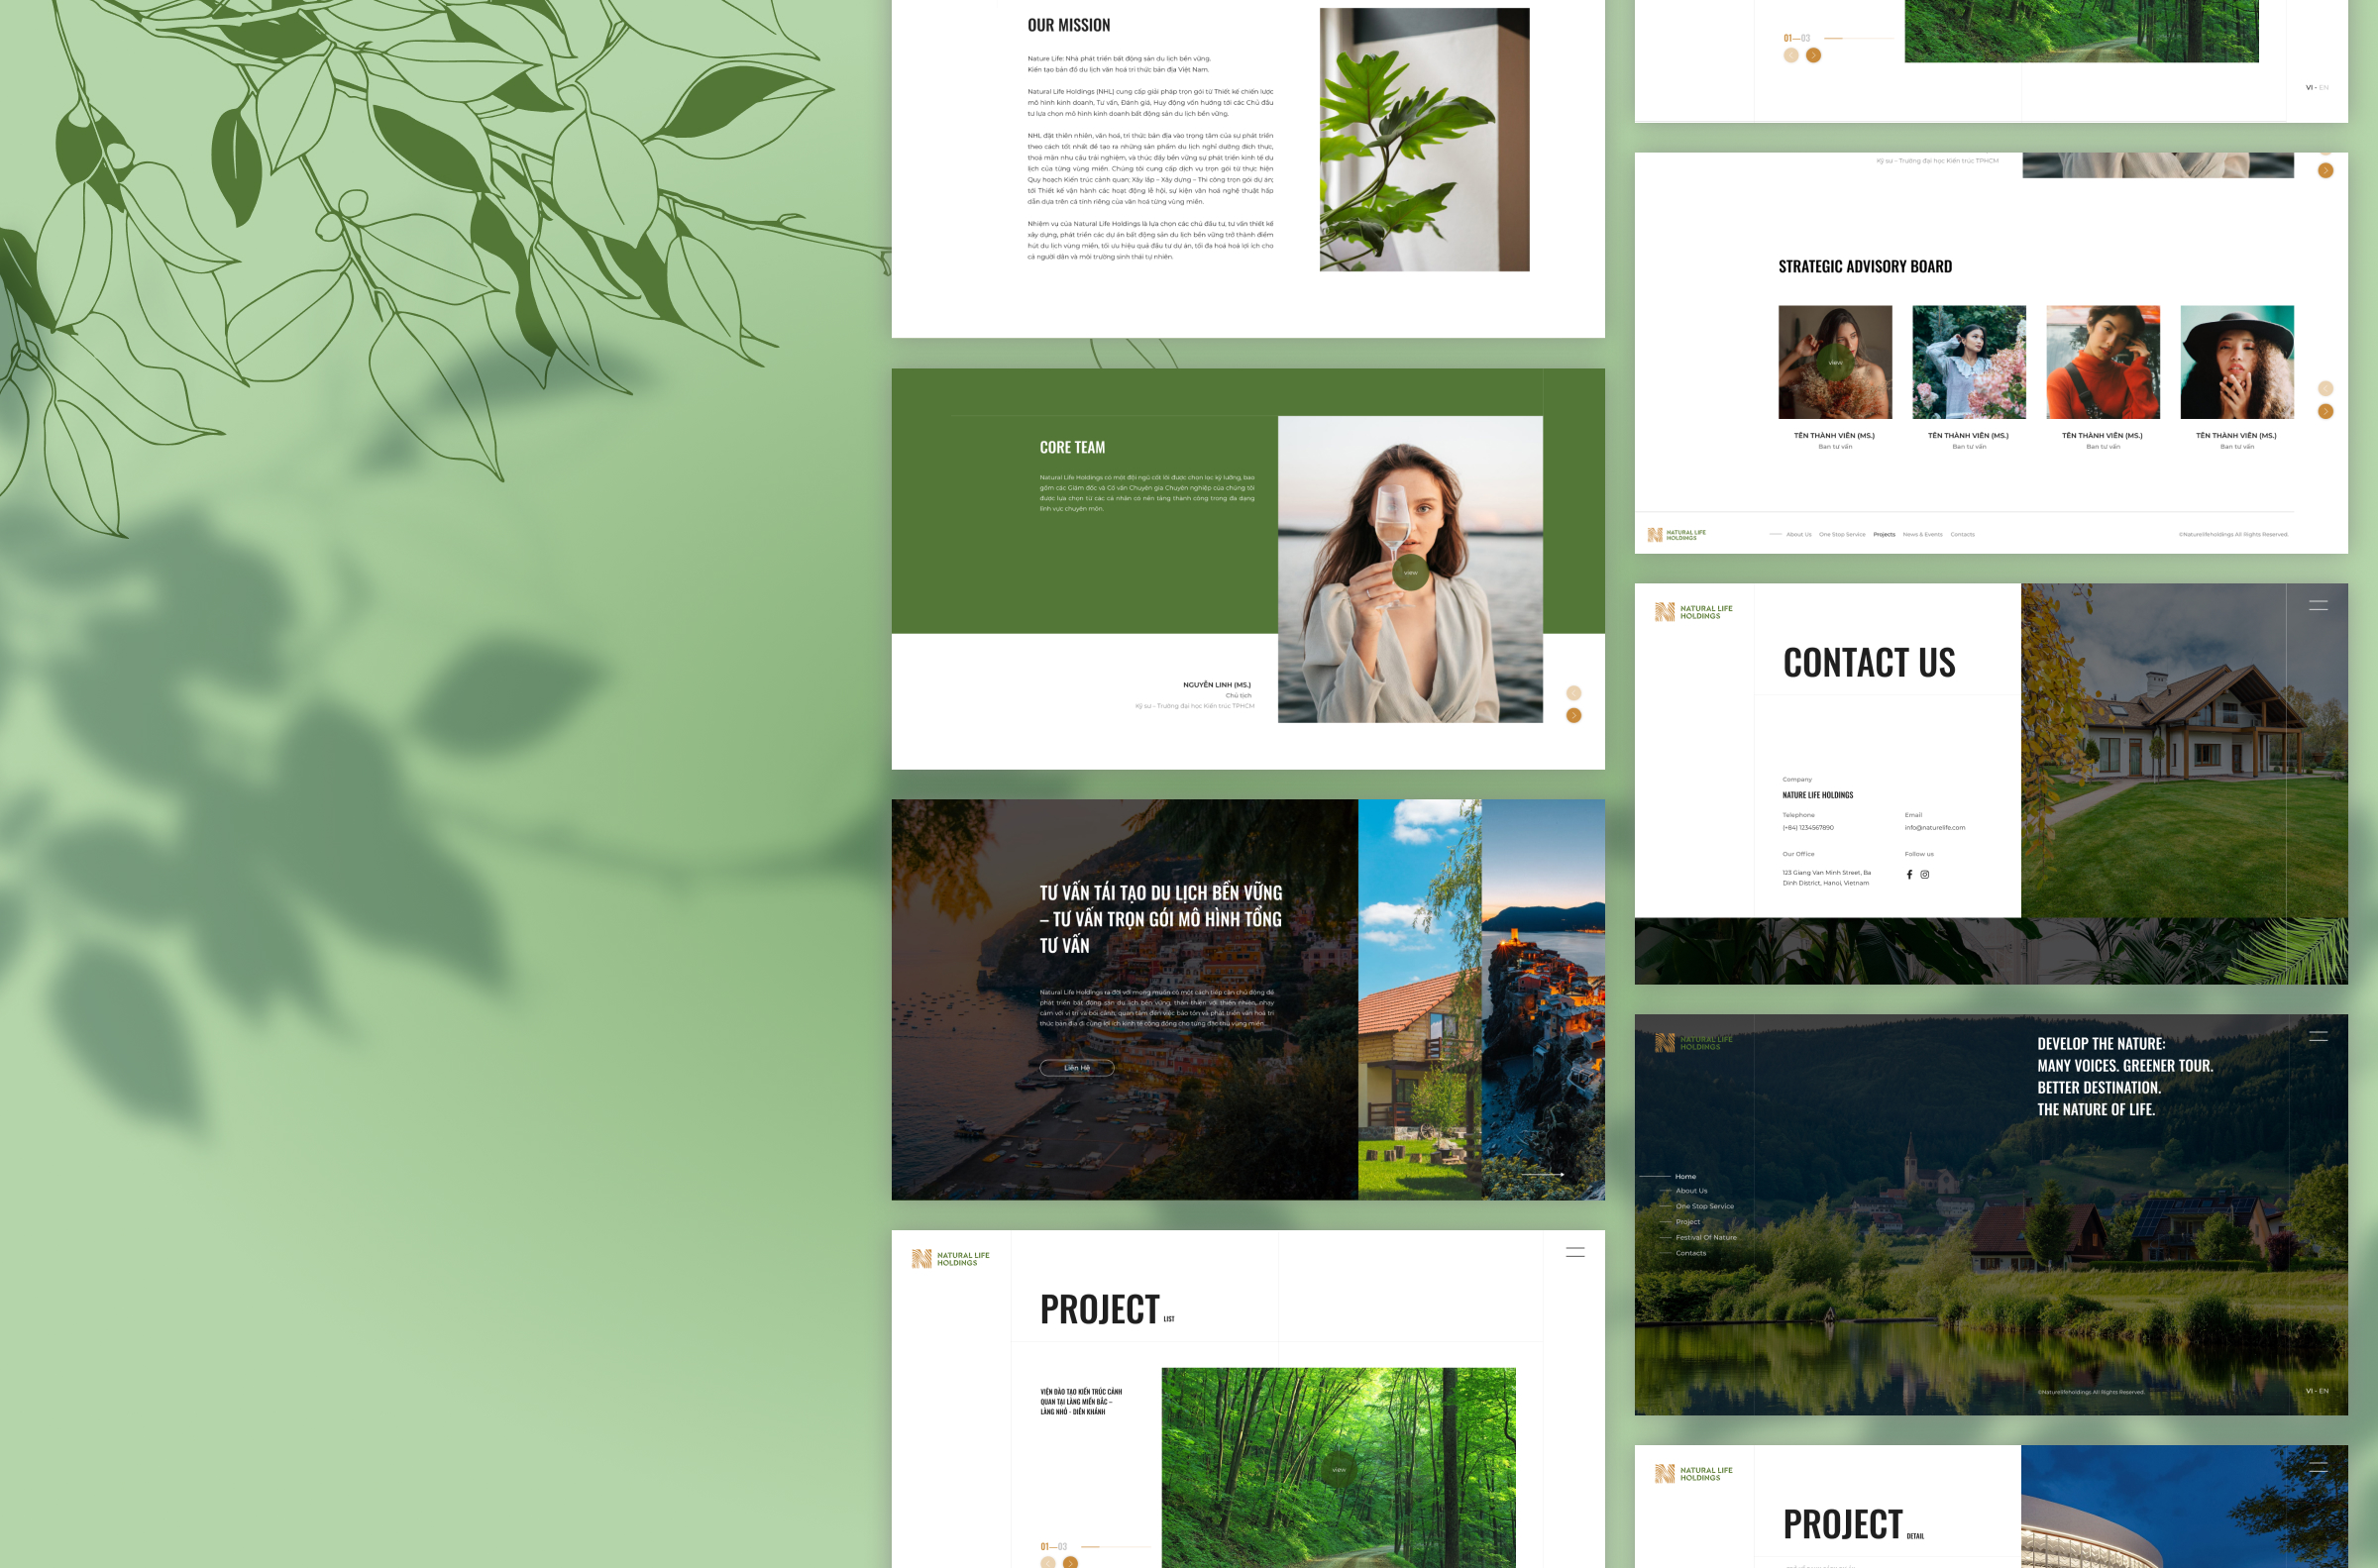 OUR MISSION
Nature Life: Nhà phát triển bất động sản du lịch bền vững.
Kiến tạo bản đồ du lịch văn hoá tri thức bản địa Việt Nam.
Natural Life Holdings (NHL) cung cấp giải pháp trọn gói từ Thiết kế chiến lược
mô hình kinh doanh, Tư vấn, Đánh giá, Huy động vốn hướng tới các Chủ đầu
tư lựa chọn mô hình kinh doanh bất động sản du lịch bền vững.
NHL đặt thiên nhiên, văn hoá, tri thức bản địa vào trọng tâm của sự phát triển
theo cách tốt nhất để tạo ra những sản phẩm du lịch nghỉ dưỡng đích thực,
thoả mãn nhu cầu trải nghiệm, và thúc đẩy bền vững sự phát triển kinh tế du
lịch của từng vùng miền. Chúng tôi cung cấp dịch vụ trọn gói từ thực hiện
Quy hoạch Kiến trúc cảnh quan; Xây lắp – Xây dựng – Thi công trọn gói dự án;
tới Thiết kế vận hành các hoạt động lễ hội, sự kiện văn hoá nghệ thuật hấp
dẫn dựa trên cá tính riêng của văn hoá từng vùng miền.
Nhiệm vụ của Natural Life Holdings là lựa chọn các chủ đầu tư, tư vấn thiết kế
xây dựng, phát triển các dự án bất động sản du lịch bền vững trở thành điểm
hút du lịch vùng miền, tối ưu hiệu quả đầu tư dự án, tối đa hoá hoá lợi ích cho
cả người dân và môi trường sinh thái tự nhiên.
CORE TEAM
Natural Life Holdings có một đội ngũ cốt lõi được chọn lọc kỹ lưỡng, bao
gồm các Giám đốc và Cố vấn Chuyên gia Chuyên nghiệp của chúng tôi
được lựa chọn từ các cá nhân có nền tảng thành công trong đa dạng
lĩnh vực chuyên môn.
view
NGUYỄN LINH (MS.)
Chủ tịch
Kỹ sư – Trường đại học Kiến trúc TPHCM
TƯ VẤN TÁI TẠO DU LỊCH BỀN VỮNG
– TƯ VẤN TRỌN GÓI MÔ HÌNH TỔNG
TƯ VẤN
Natural Life Holdings ra đời với mong muốn có một cách tiếp cận chủ động để
phát triển bất động sản du lịch bền vững, thân thiện với thiên nhiên, nhạy
cảm với vị trí và bối cảnh; quan tâm đến việc bảo tồn và phát triển văn hoá tri
thức bản địa đi cùng lợi ích kinh tế cộng đồng cho từng đặc thù vùng miền...
Liên Hệ
NATURAL LIFE
HOLDINGS
PROJECT LIST
VIỆN ĐÀO TẠO KIẾN TRÚC CẢNH
QUAN TẠI LÀNG MIỀN BẮC –
LÀNG NHỎ - DIÊN KHÁNH
view
01—03
01—03
VI - EN
Kỹ sư – Trường đại học Kiến trúc TPHCM
STRATEGIC ADVISORY BOARD
view
TÊN THÀNH VIÊN (MS.)
Ban tư vấn
TÊN THÀNH VIÊN (MS.)
Ban tư vấn
TÊN THÀNH VIÊN (MS.)
Ban tư vấn
TÊN THÀNH VIÊN (MS.)
Ban tư vấn
NATURAL LIFE
HOLDINGS
About Us One Stop Service Projects News & Events Contacts
©Naturelifeholdings All Rights Reserved.
NATURAL LIFE
HOLDINGS
CONTACT US
Company
NATURE LIFE HOLDINGS
Telephone
(+84) 1234567890
Email
info@naturelife.com
Our Office
123 Giang Van Minh Street, Ba
Dinh District, Hanoi, Vietnam
Follow us
NATURAL LIFE
HOLDINGS
DEVELOP THE NATURE:
MANY VOICES. GREENER TOUR.
BETTER DESTINATION.
THE NATURE OF LIFE.
Home
About Us
One Stop Service
Project
Festival Of Nature
Contacts
©Naturelifeholdings All Rights Reserved.
VI - EN
NATURAL LIFE
HOLDINGS
PROJECT DETAIL